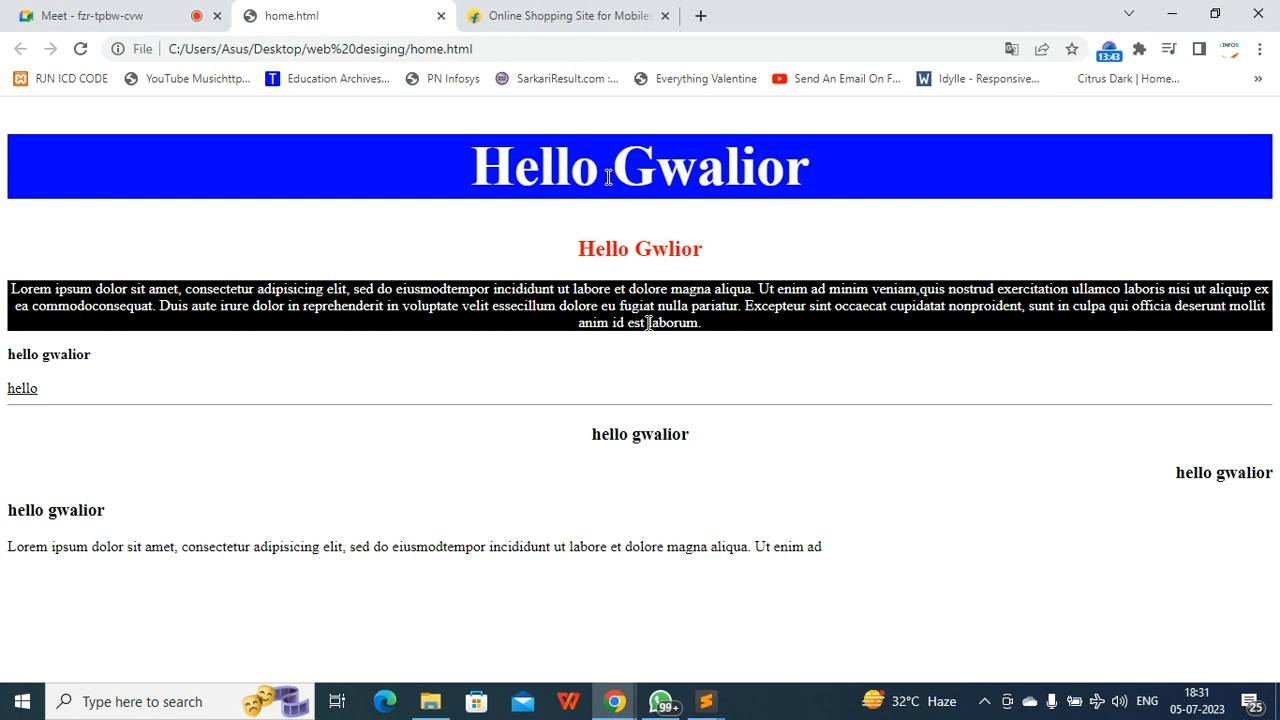 Meet - fzr-tpbw-cvw
home.html
Online Shopping Site for Mobiles
File
C:/Users/Asus/Desktop/web%20desiging/home.html
13:43
INFOS
RJN ICD CODE
YouTube Musichttp...
Education Archives...
PN Infosys
SarkariResult.com :...
Everything Valentine
Send An Email On F...
Idylle - Responsive...
Citrus Dark | Home...
Hello Gwalior
Hello Gwlior
Lorem ipsum dolor sit amet, consectetur adipisicing elit, sed do eiusmodtempor incididunt ut labore et dolore magna aliqua. Ut enim ad minim veniam,quis nostrud exercitation ullamco laboris nisi ut aliquip ex
ea commodoconsequat. Duis aute irure dolor in reprehenderit in voluptate velit essecillum dolore eu fugiat nulla pariatur. Excepteur sint occaecat cupidatat nonproident, sunt in culpa qui officia deserunt mollit
anim id est laborum.
hello gwalior
hello
hello gwalior
hello gwalior
hello gwalior
Lorem ipsum dolor sit amet, consectetur adipisicing elit, sed do eiusmodtempor incididunt ut labore et dolore magna aliqua. Ut enim ad
Type here to search
99+
32°C Haze
ENG
18:31
05-07-2023
25